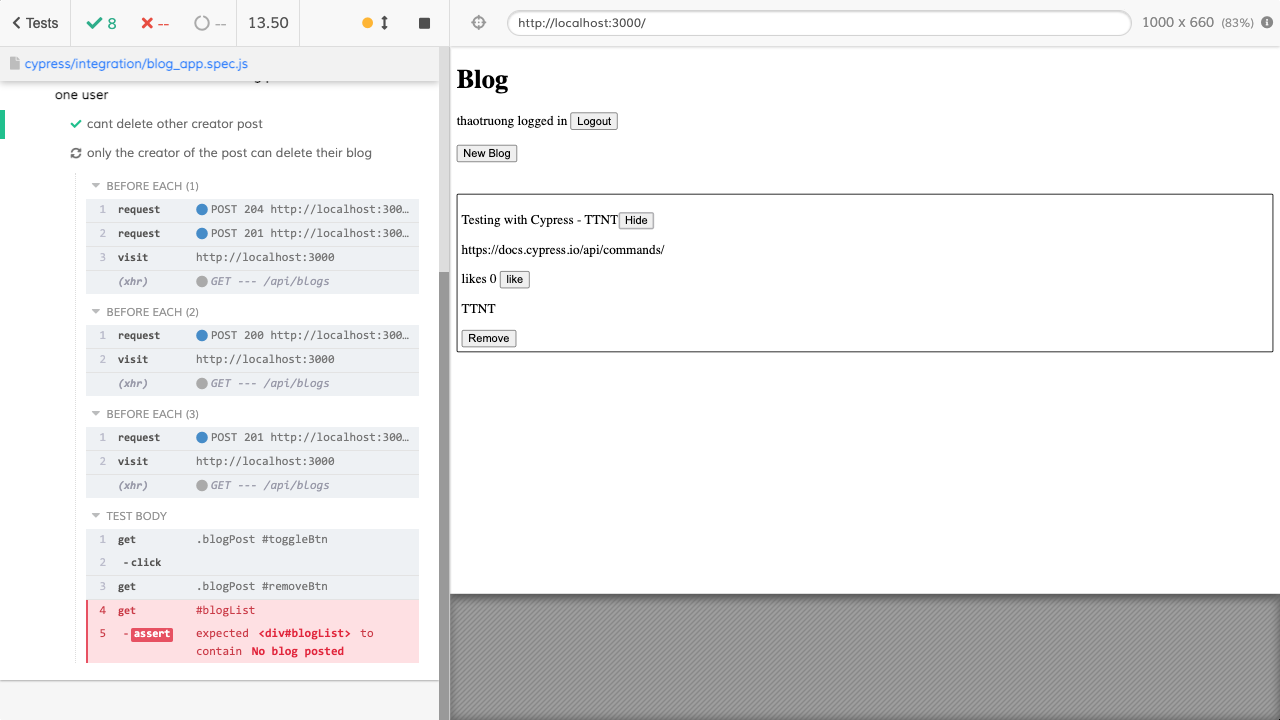 Tests
8
--
--
13.50
http://localhost:3000/
1000 x 660 (83%)
cypress/integration/blog_app.spec.js
one user
cant delete other creator post
only the creator of the post can delete their blog
BEFORE EACH (1)
1 request POST 204 http://localhost:300…
2 request POST 201 http://localhost:300…
3 visit http://localhost:3000
(xhr) GET --- /api/blogs
BEFORE EACH (2)
1 request POST 200 http://localhost:300…
2 visit http://localhost:3000
(xhr) GET --- /api/blogs
BEFORE EACH (3)
1 request POST 201 http://localhost:300…
2 visit http://localhost:3000
(xhr) GET --- /api/blogs
TEST BODY
1 get .blogPost #toggleBtn
2 -click
3 get .blogPost #removeBtn
4 get #blogList
5 -assert expected <div#blogList> to
contain No blog posted
Blog
thaotruong logged in Logout
New Blog
Testing with Cypress - TTNT Hide
https://docs.cypress.io/api/commands/
likes 0 like
TTNT
Remove